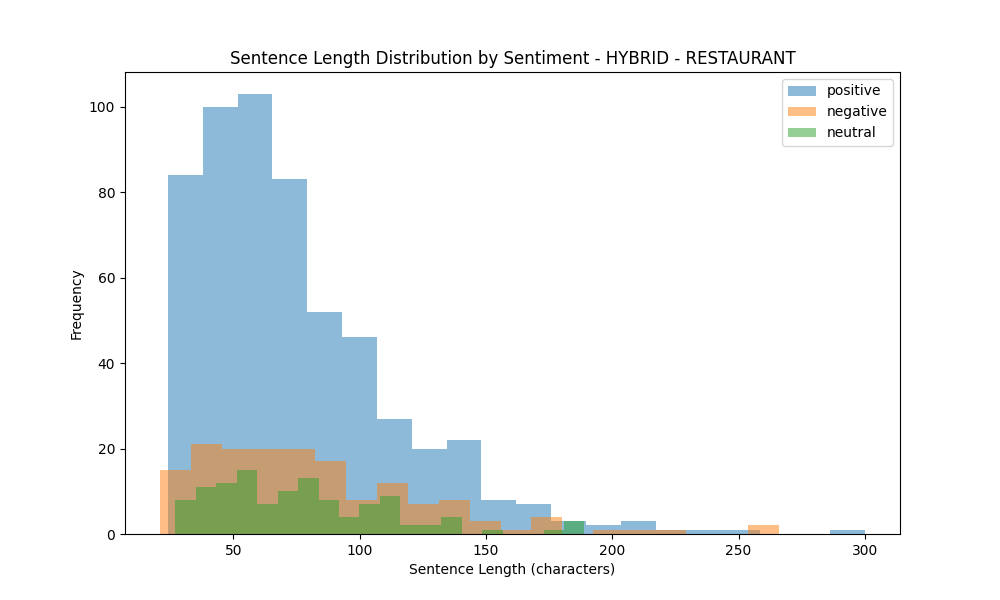 Sentence Length Distribution by Sentiment - HYBRID - RESTAURANT
positive
negative
neutral
Frequency
100
80
60
40
20
0
50
100
150
200
250
300
Sentence Length (characters)